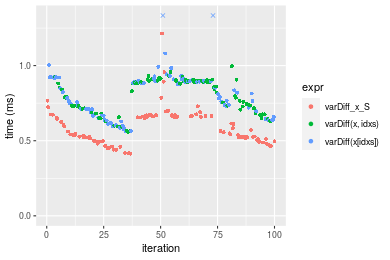 time (ms)
1.0
0.5
0.0
0
25
50
75
100
iteration
expr
varDiff_x_S
varDiff(x, idxs)
varDiff(x[idxs])